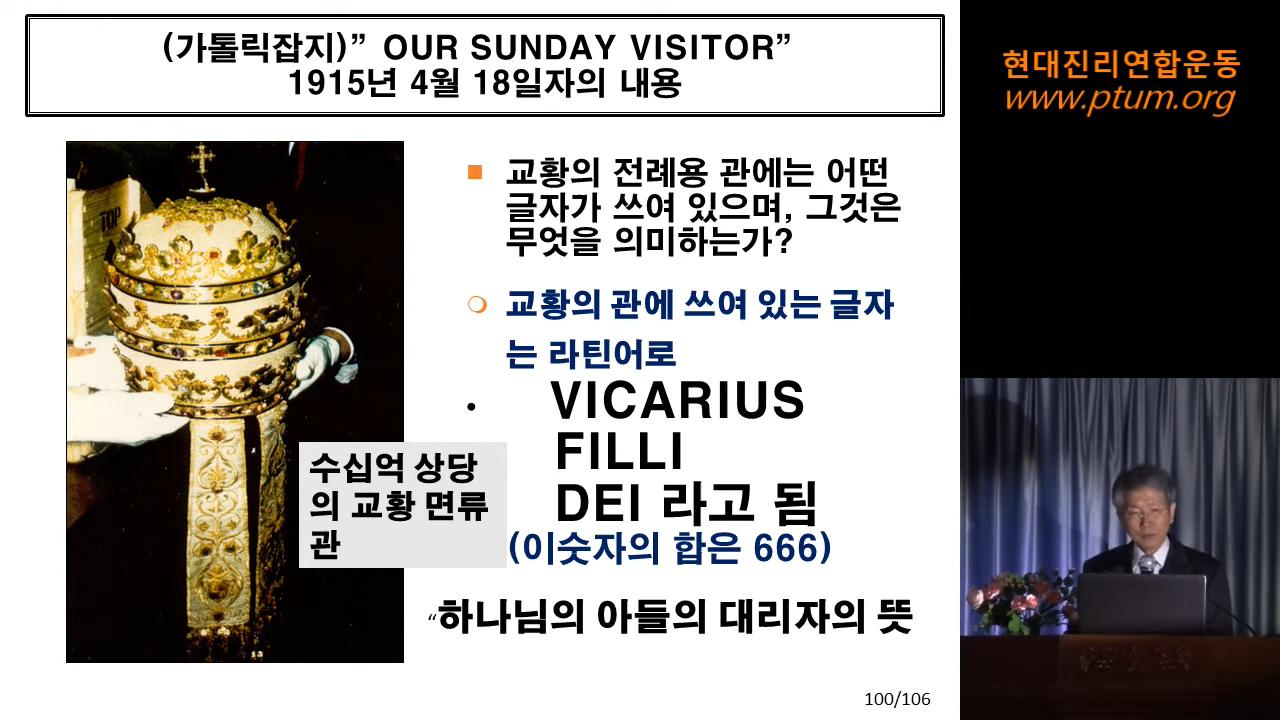 (가톨릭잡지)” OUR SUNDAY VISITOR”
1915년 4월 18일자의 내용
현대진리연합운동
www.ptum.org
TOP
교황의 전례용 관에는 어떤
글자가 쓰여 있으며, 그것은
무엇을 의미하는가?
교황의 관에 쓰여 있는 글자
는 라틴어로
• VICARIUS
FILLI
DEI 라고 됨
(이숫자의 합은 666)
수십억 상당
의 교황 면류
관
“하나님의 아들의 대리자의 뜻
13
100/106